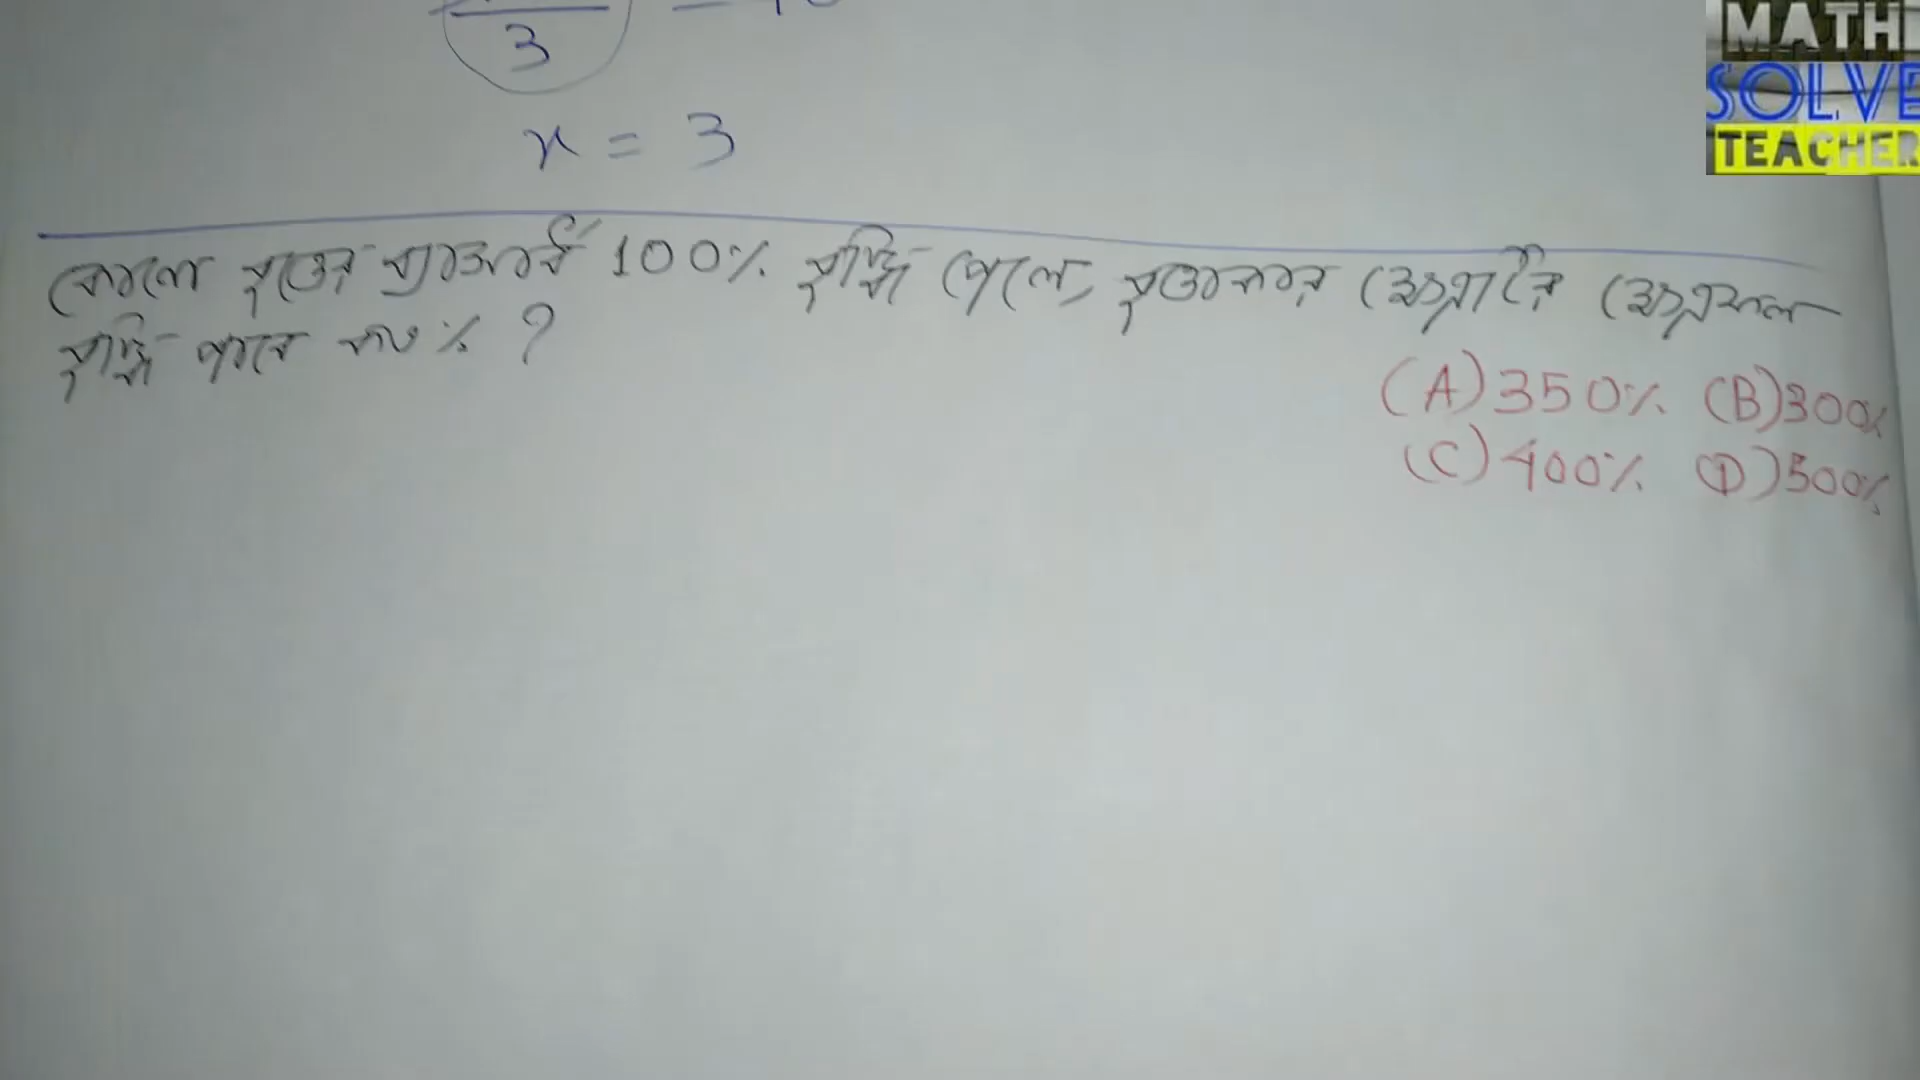 3
x = 3
MATH
SOLVE
TEACHER
কোনো বৃত্তের ব্যাসার্ধ 100% বৃদ্ধি পেলে, বৃত্তাকার ক্ষেত্রটির ক্ষেত্রফল
বৃদ্ধি পাবে কত % ?
(A) 350% (B) 300%
(C) 400% (D) 500%